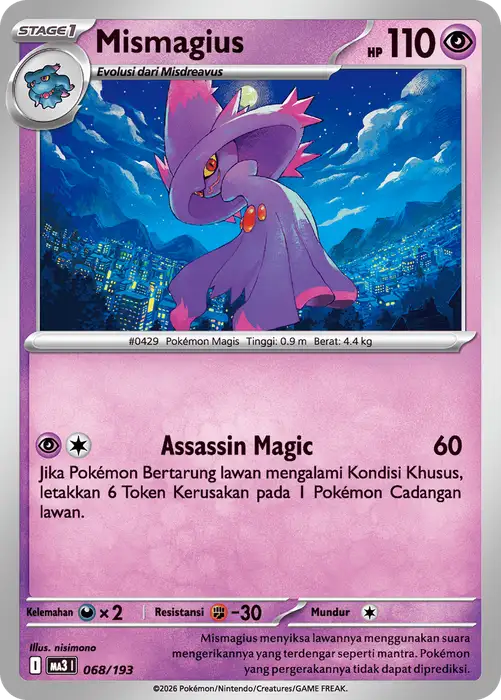 STAGE1
Mismagius
HP 110
Evolusi dari Misdreavus
#0429 Pokémon Magis Tinggi: 0.9 m Berat: 4.4 kg
Assassin Magic 60
Jika Pokémon Bertarung lawan mengalami Kondisi Khusus,
letakkan 6 Token Kerusakan pada 1 Pokémon Cadangan
lawan.
Kelemahan ×2 Resistansi -30 Mundur
Illus. nisimono
Mismagius menyiksa lawannya menggunakan suara
mengerikannya yang terdengar seperti mantra. Pokémon
yang pergerakannya tidak dapat diprediksi.
I MA3 I 068/193
©2026 Pokémon/Nintendo/Creatures/GAME FREAK.